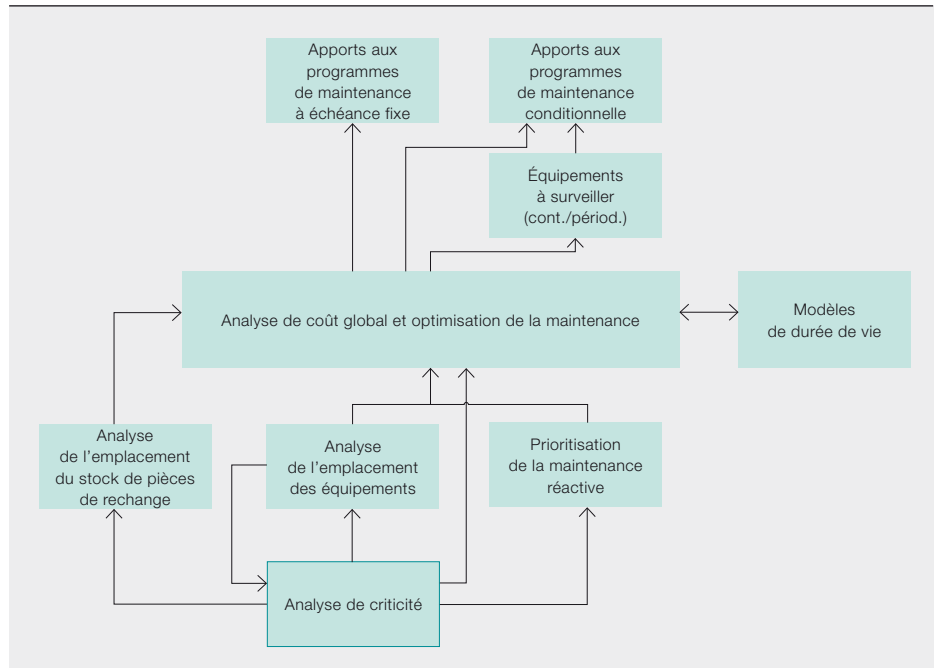 Apports aux
programmes
de maintenance
à échéance fixe
Apports aux
programmes
de maintenance
conditionnelle
Équipements
à surveiller
(cont./périod.)
Analyse de coût global et optimisation de la maintenance
Modèles
de durée de vie
Analyse
de l’emplacement
du stock de pièces
de rechange
Analyse
de l’emplacement
des équipements
Prioritisation
de la maintenance
réactive
Analyse de criticité